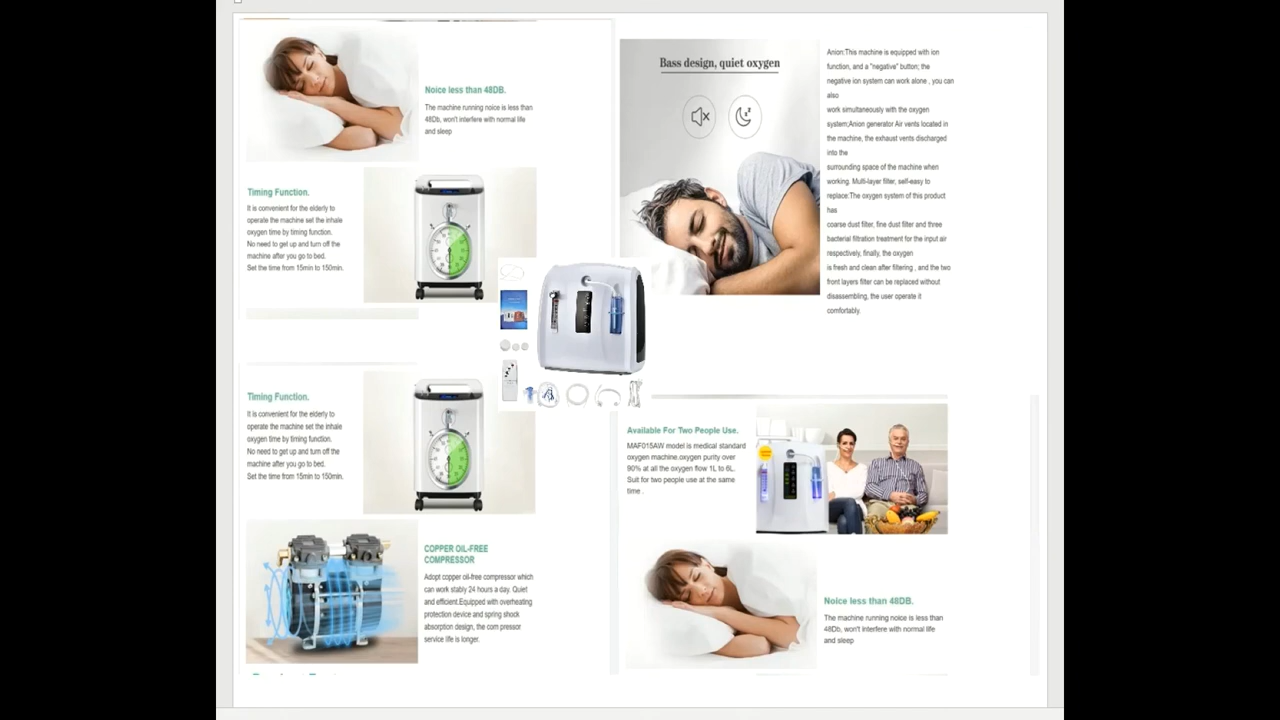 Noice less than 48DB.
The machine running noice is less than
48Db, won't interfere with normal life
and sleep
Timing Function.
It is convenient for the elderly to
operate the machine set the inhale
oxygen time by timing function.
No need to get up and turn off the
machine after you go to bed.
Set the time from 15min to 150min.
Timing Function.
It is convenient for the elderly to
operate the machine set the inhale
oxygen time by timing function.
No need to get up and turn off the
machine after you go to bed.
Set the time from 15min to 150min.
COPPER OIL-FREE
COMPRESSOR
Adopt copper oil-free compressor which
can work stably 24 hours a day. Quiet
and efficient.Equipped with overheating
protection device and spring shock
absorption design, the com pressor
service life is longer.
Bass design, quiet oxygen
Anion:This machine is equipped with ion
function, and a "negative" button; the
negative ion system can work alone , you can
also
work simultaneously with the oxygen
system;Anion generator Air vents located in
the machine, the exhaust vents discharged
into the
surrounding space of the machine when
working. Multi-layer filter, self-easy to
replace:The oxygen system of this product
has
coarse dust filter, fine dust filter and three
bacterial filtration treatment for the input air
respectively, finally, the oxygen
is fresh and clean after filtering , and the two
front layers filter can be replaced without
disassembling, the user operate it
comfortably.
Available For Two People Use.
MAF015AW model is medical standard
oxygen machine.oxygen purity over
90% at all the oxygen flow 1L to 6L.
Suit for two people use at the same
time .
Noice less than 48DB.
The machine running noice is less than
48Db, won't interfere with normal life
and sleep